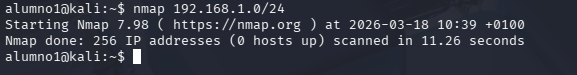 alumno1@kali:~$ nmap 192.168.1.0/24
Starting Nmap 7.98 ( https://nmap.org ) at 2026-03-18 10:39 +0100
Nmap done: 256 IP addresses (0 hosts up) scanned in 11.26 seconds
alumno1@kali:~$